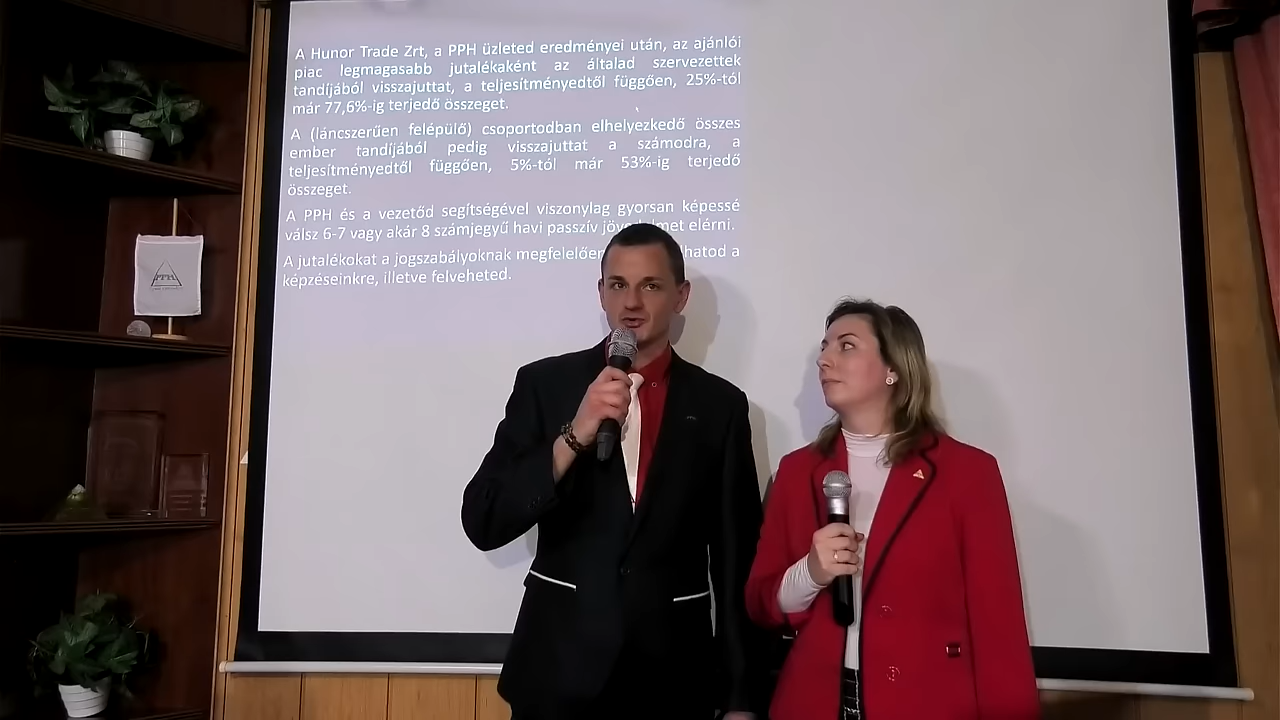 A Hunor Trade Zrt, a PPH üzleted eredményei után, az ajánlói
piac legmagasabb jutalékaként az általad szervezettek
tandíjából visszajuttat, a teljesítményedtől függően, 25%-tól
már 77,6%-ig terjedő összeget.
A (láncszerűen felépülő) csoportodban elhelyezkedő összes
ember tandíjából pedig visszajuttat a számodra, a
teljesítményedtől függően, 5%-tól már 53%-ig terjedő
összeget.
A PPH és a vezetőd segítségével viszonylag gyorsan képessé
válsz 6-7 vagy akár 8 számjegyű havi passzív elérni.
A jutalékokat a jogszabályoknak a
képzéseinkre, illetve felveheted.
PPH